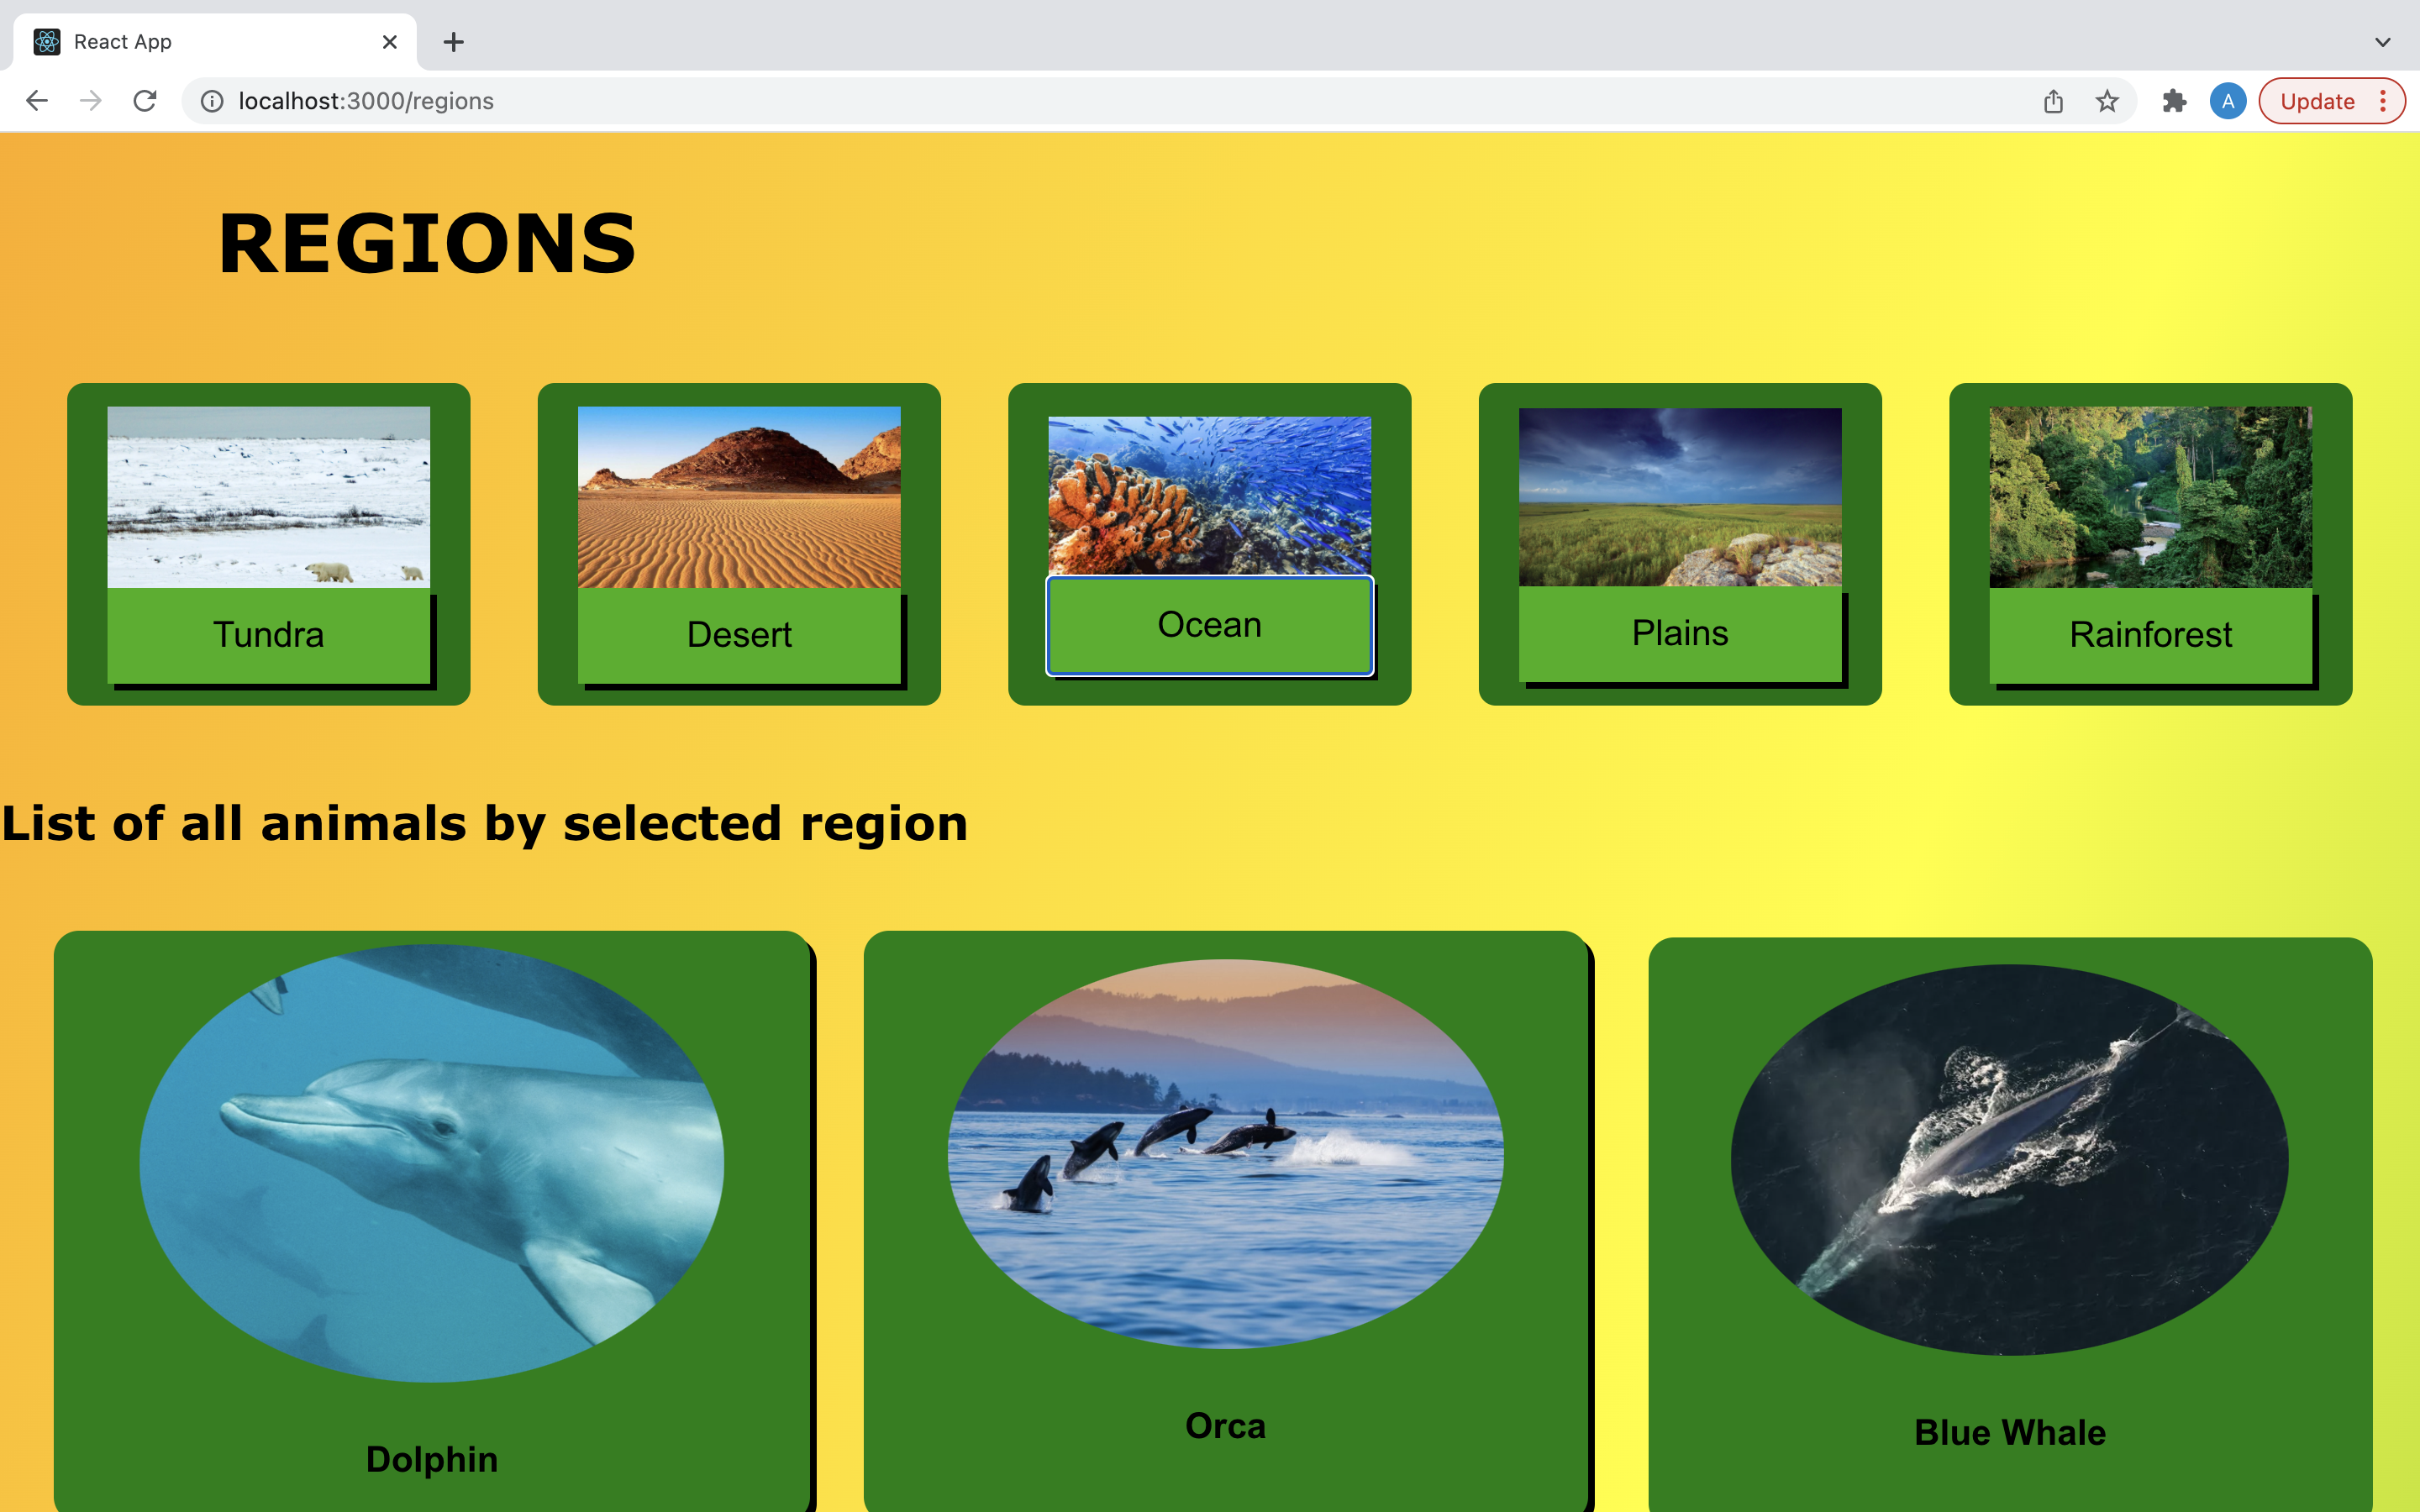 React App
localhost:3000/regions
A
Update
REGIONS
Tundra
Desert
Ocean
Plains
Rainforest
List of all animals by selected region
Dolphin
Orca
Blue Whale